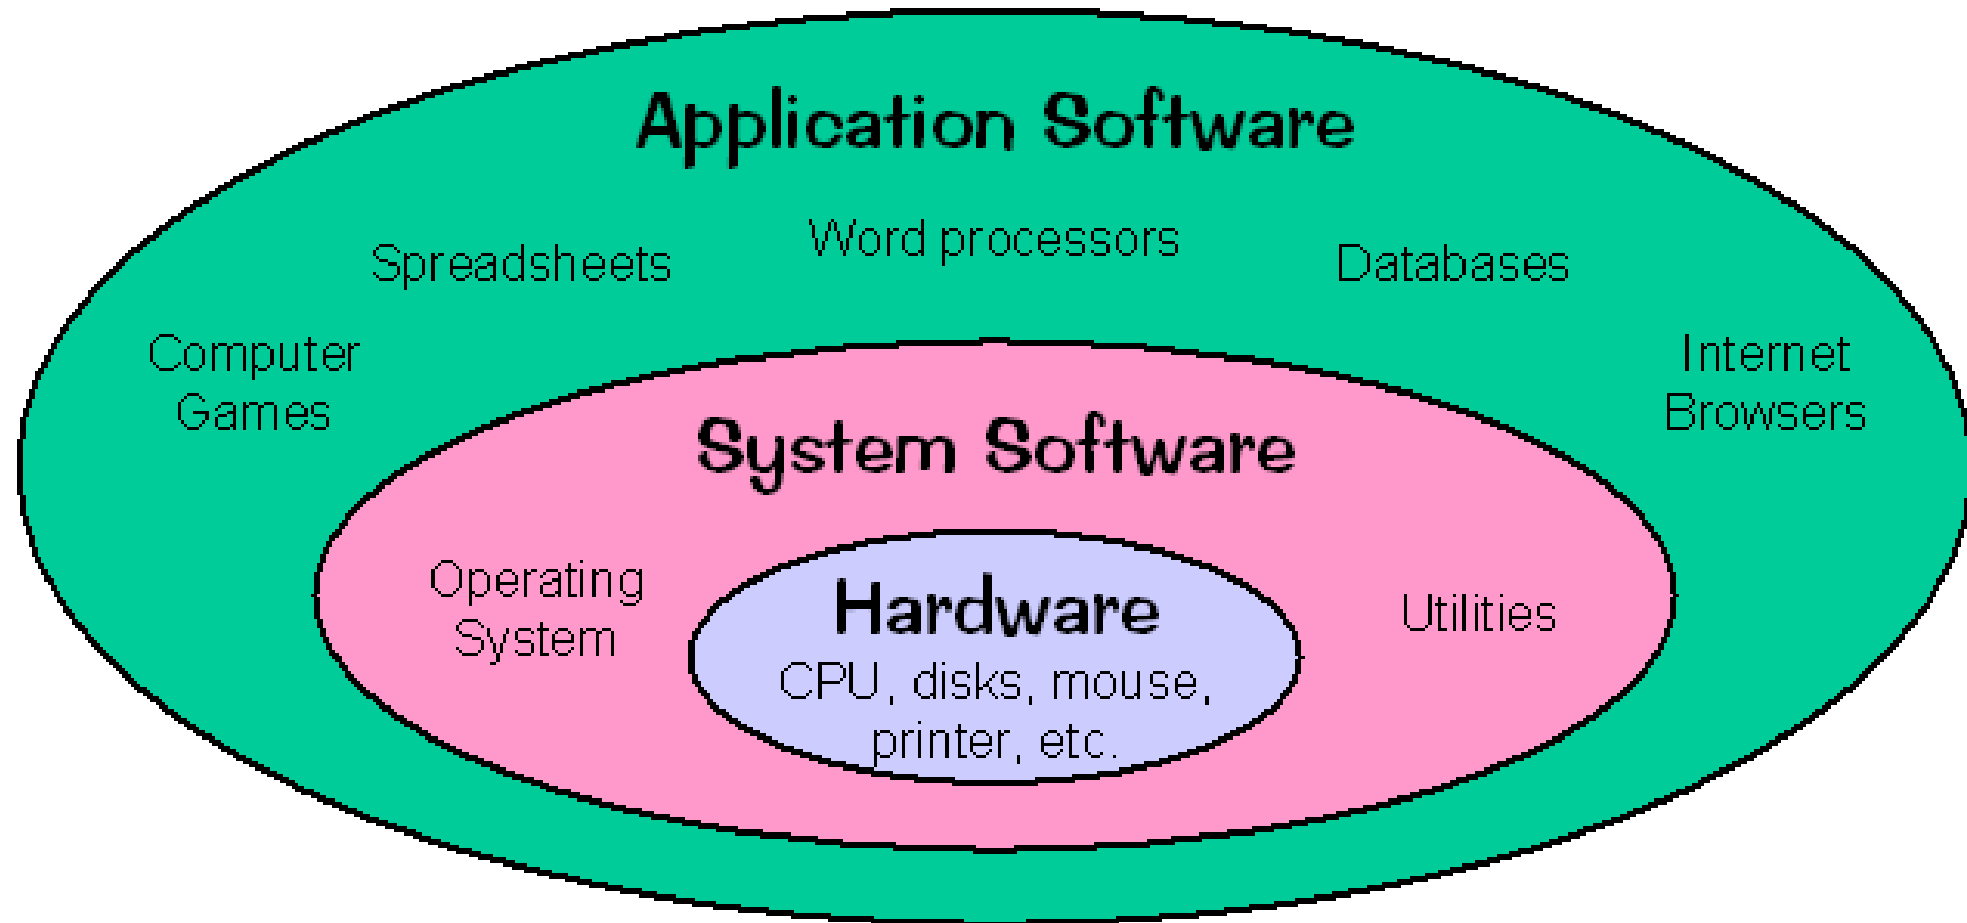 Application Software
Word processors
Spreadsheets
Databases
Computer
Games
Internet
Browsers
System Software
Operating
System
Utilities
Hardware
CPU, disks, mouse,
printer, etc.